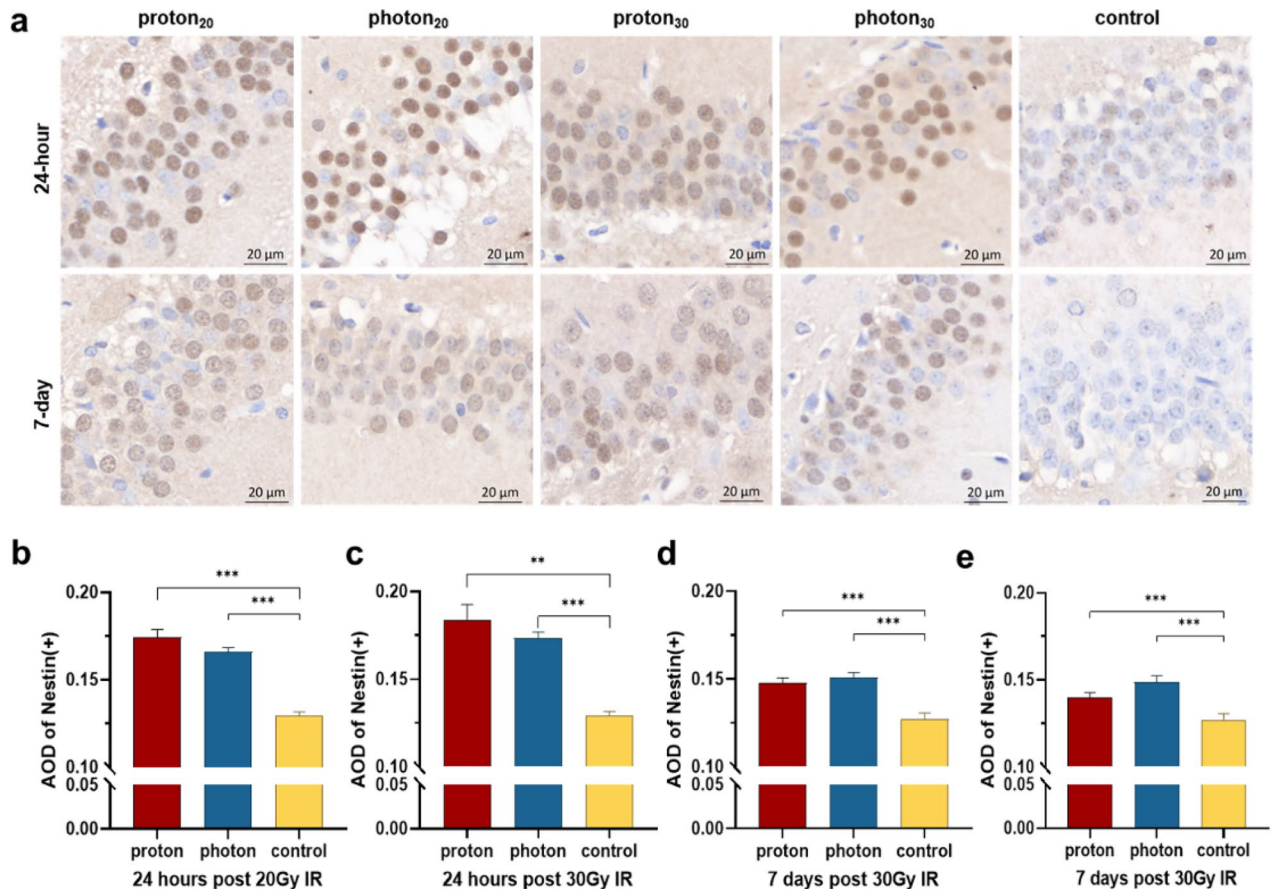 a
proton₂₀ photon₂₀ proton₃₀ photon₃₀ control
24-hour
20 µm 20 µm 20 µm 20 µm 20 µm
7-day
20 µm 20 µm 20 µm 20 µm 20 µm
b
***
***
AOD of Nestin(+)
0.20
0.15
0.10
0.05
0.00
proton photon control
24 hours post 20Gy IR
c
**
***
AOD of Nestin(+)
0.20
0.15
0.10
0.05
0.00
proton photon control
24 hours post 30Gy IR
d
***
***
AOD of Nestin(+)
0.20
0.15
0.10
0.05
0.00
proton photon control
7 days post 30Gy IR
e
***
***
AOD of Nestin(+)
0.20
0.15
0.10
0.05
0.00
proton photon control
7 days post 30Gy IR